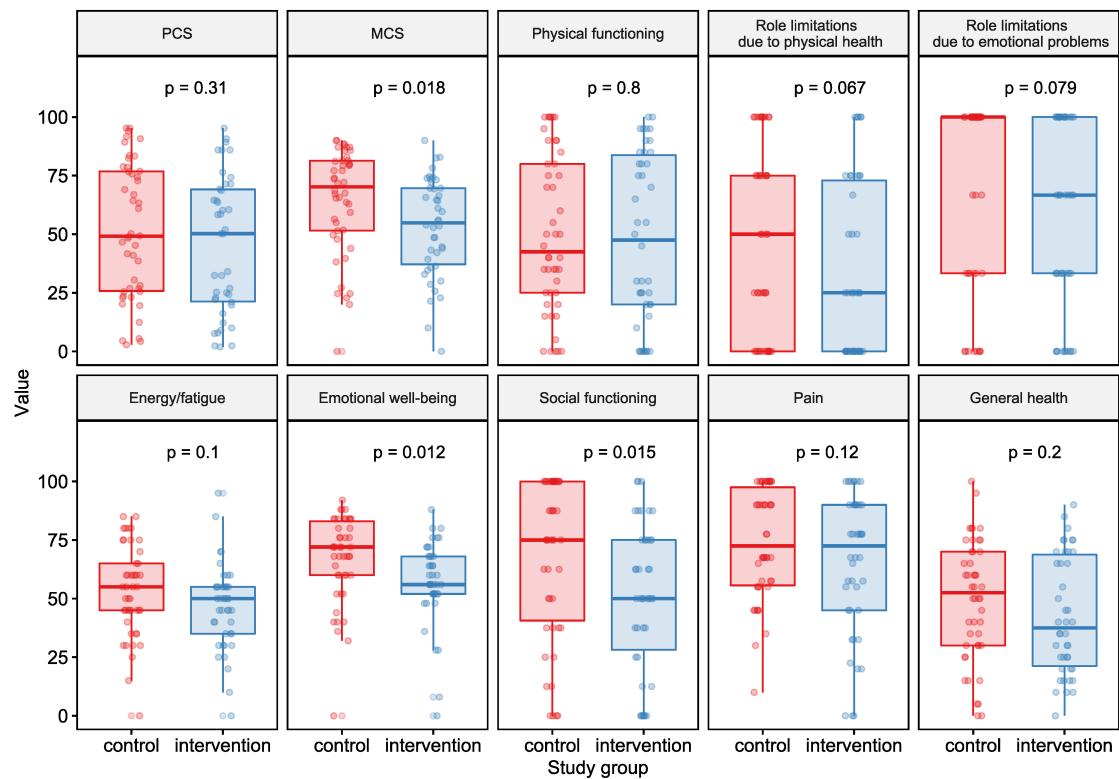 PCS
MCS
Physical functioning
Role limitations
due to physical health
Role limitations
due to emotional problems
p = 0.31
p = 0.018
p = 0.8
p = 0.067
p = 0.079
100
75
50
25
0
Energy/fatigue
Emotional well-being
Social functioning
Pain
General health
p = 0.1
p = 0.012
p = 0.015
p = 0.12
p = 0.2
100
75
50
25
0
Value
control
intervention
control
intervention
control
intervention
control
intervention
control
intervention
Study group